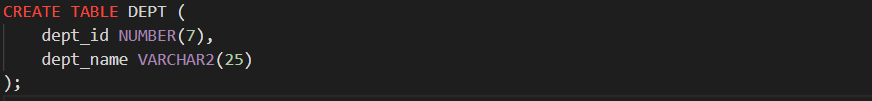 CREATE TABLE DEPT (
    dept_id NUMBER(7),
    dept_name VARCHAR2(25)
);